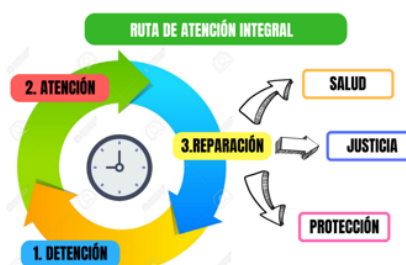 RUTA DE ATENCIÓN INTEGRAL
2. ATENCIÓN
SALUD
3.REPARACIÓN
JUSTICIA
PROTECCIÓN
1. DETENCIÓN